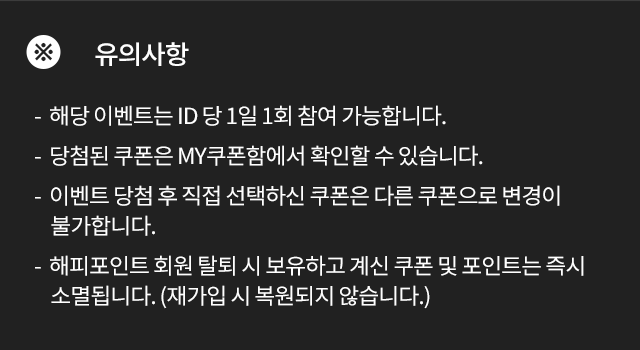 ※ 유의사항
- 해당 이벤트는 ID 당 1일 1회 참여 가능합니다.
- 당첨된 쿠폰은 MY쿠폰함에서 확인할 수 있습니다.
- 이벤트 당첨 후 직접 선택하신 쿠폰은 다른 쿠폰으로 변경이
불가합니다.
- 해피포인트 회원 탈퇴 시 보유하고 계신 쿠폰 및 포인트는 즉시
소멸됩니다. (재가입 시 복원되지 않습니다.)